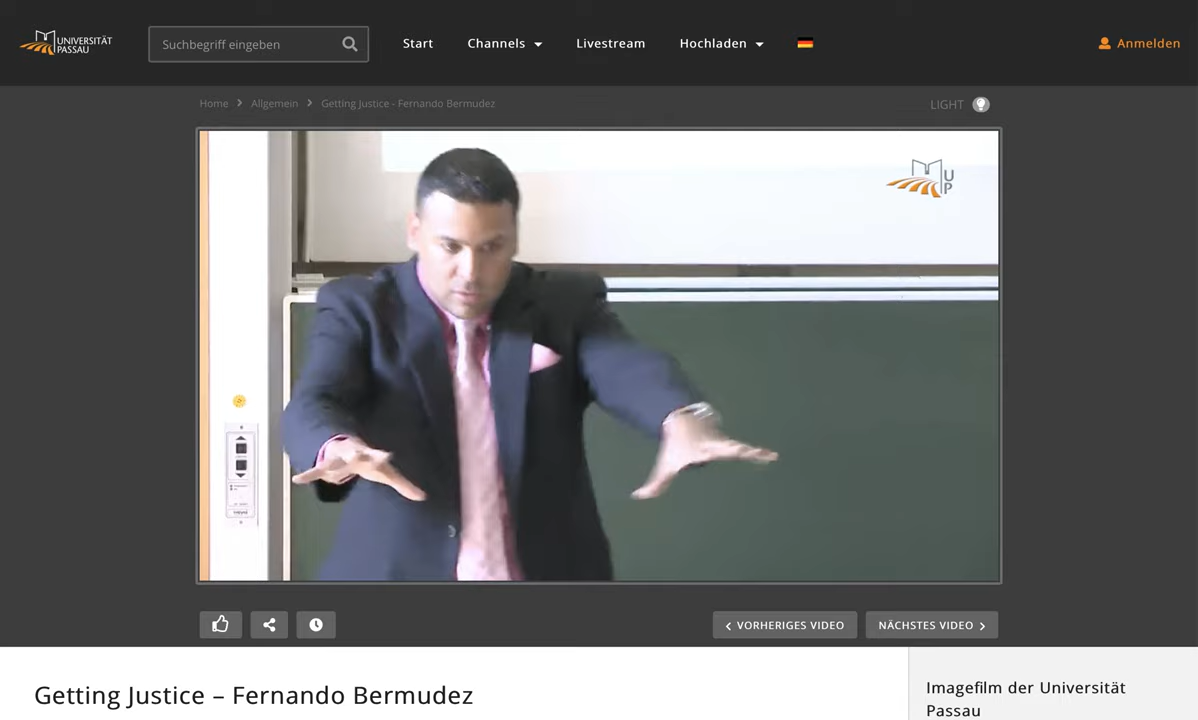 UNIVERSITÄT
PASSAU
Suchbegriff eingeben
Start
Channels
Livestream
Hochladen
Anmelden
Home
Allgemein
Getting Justice - Fernando Bermudez
LIGHT
U
P
VORHERIGES VIDEO
NÄCHSTES VIDEO
Getting Justice – Fernando Bermudez
Imagefilm der Universität
Passau